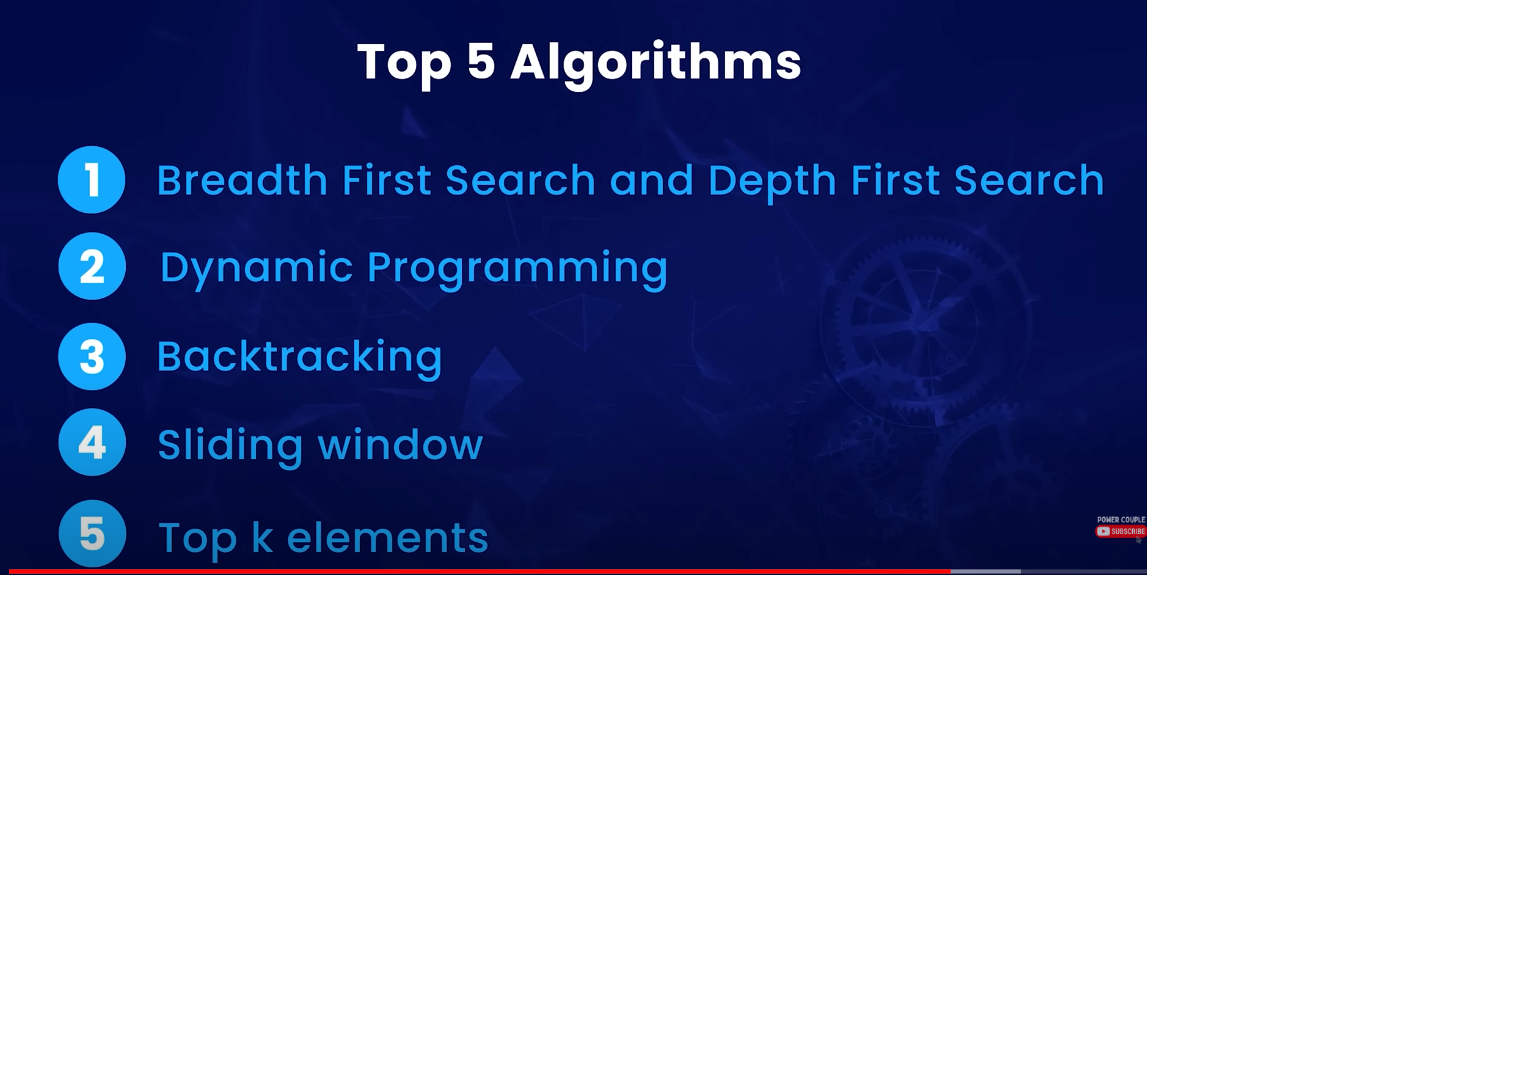 Top 5 Algorithms
1 Breadth First Search and Depth First Search
2 Dynamic Programming
3 Backtracking
4 Sliding window
5 Top k elements
POWER COUPLE
SUBSCRIBE